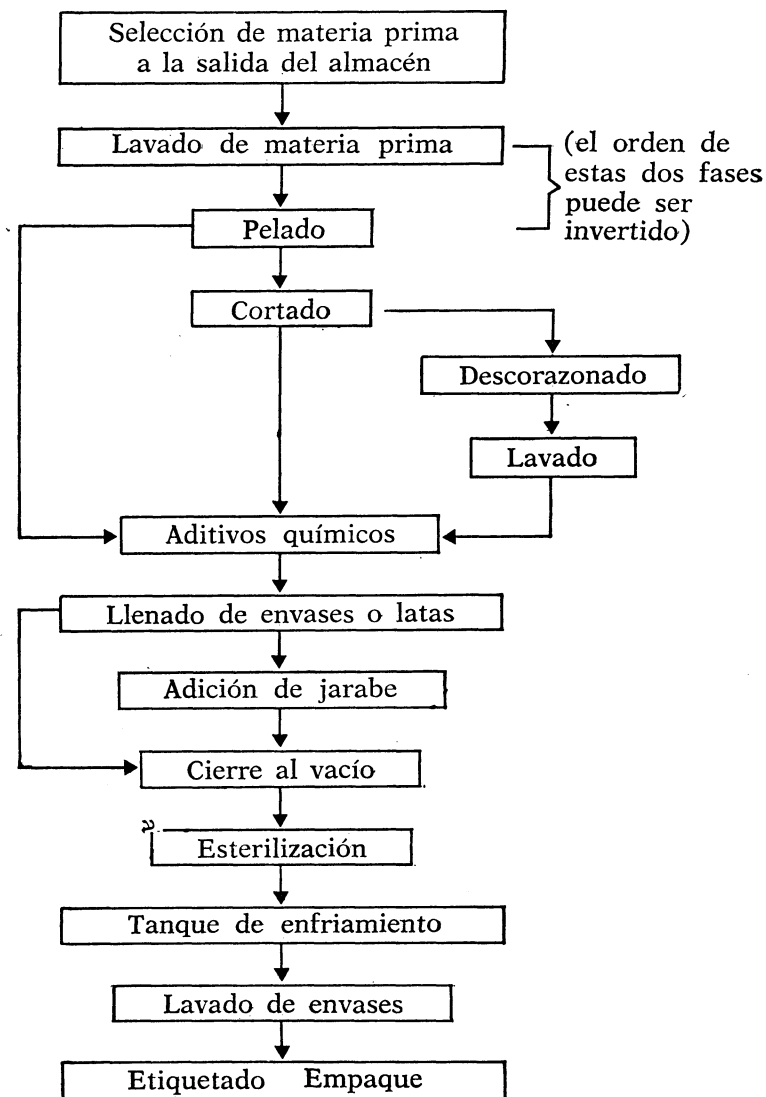 Selección de materia prima
a la salida del almacén
Lavado de materia prima
(el orden de
estas dos fases
puede ser
invertido)
Pelado
Cortado
Descorazonado
Lavado
Aditivos químicos
Llenado de envases o latas
Adición de jarabe
Cierre al vacío
Esterilización
Tanque de enfriamiento
Lavado de envases
Etiquetado Empaque